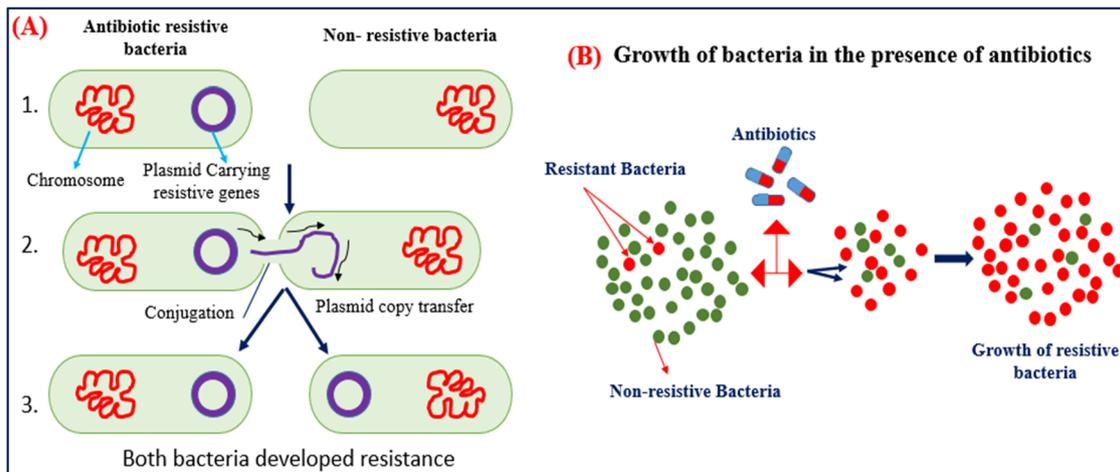 (A)
Antibiotic resistive
bacteria
Non- resistive bacteria
1.
Chromosome
Plasmid Carrying
resistive genes
2.
Conjugation
Plasmid copy transfer
3.
Both bacteria developed resistance
(B) Growth of bacteria in the presence of antibiotics
Antibiotics
Resistant Bacteria
Non-resistive Bacteria
Growth of resistive
bacteria